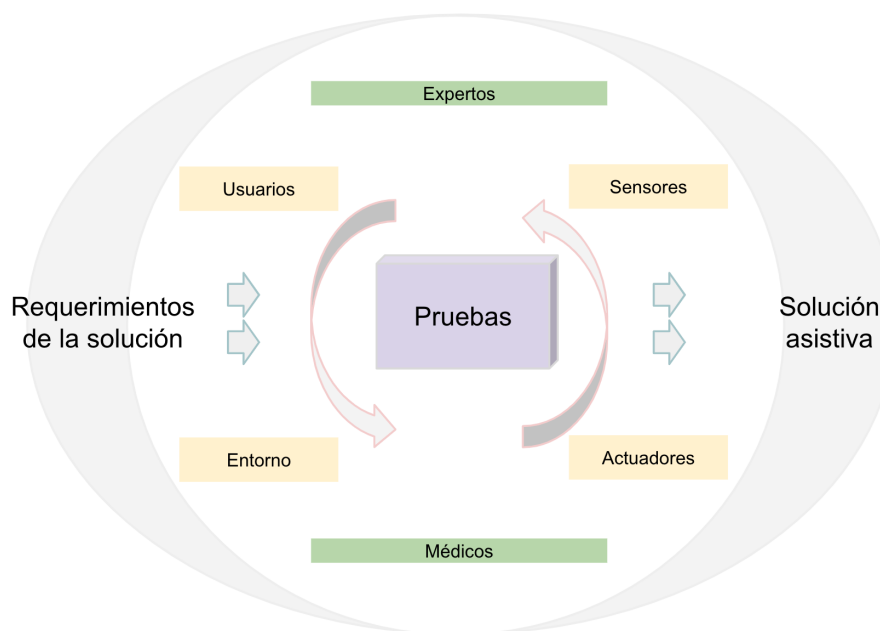 Expertos
Usuarios
Sensores
Requerimientos
de la solución
Pruebas
Solución
asistiva
Entorno
Actuadores
Médicos